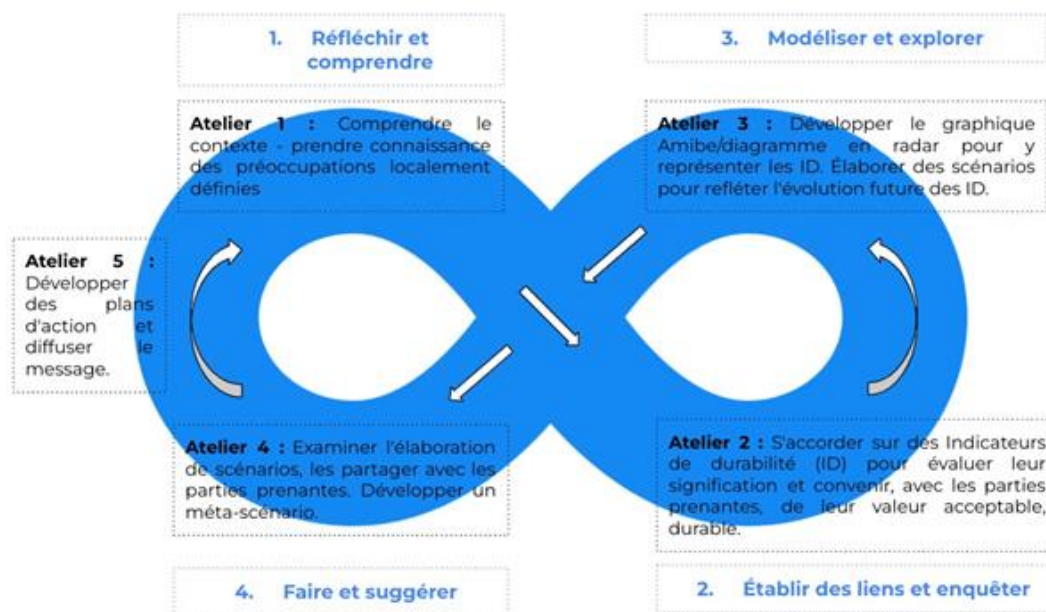 1. Réfléchir et
comprendre
3. Modéliser et explorer
Atelier 1 : Comprendre le
contexte - prendre connaissance
des préoccupations localement
définies
Atelier 3 : Développer le graphique
Amibe/diagramme en radar pour y
représenter les ID. Élaborer des scénarios
pour refléter l'évolution future des ID.
Atelier 5 :
Développer
des plans
d'action et
diffuser le
message.
Atelier 4 : Examiner l'élaboration
de scénarios, les partager avec les
parties prenantes. Développer un
méta-scénario.
Atelier 2 : S'accorder sur des Indicateurs
de durabilité (ID) pour évaluer leur
signification et convenir, avec les parties
prenantes, de leur valeur acceptable,
durable.
4. Faire et suggérer
2. Établir des liens et enquêter